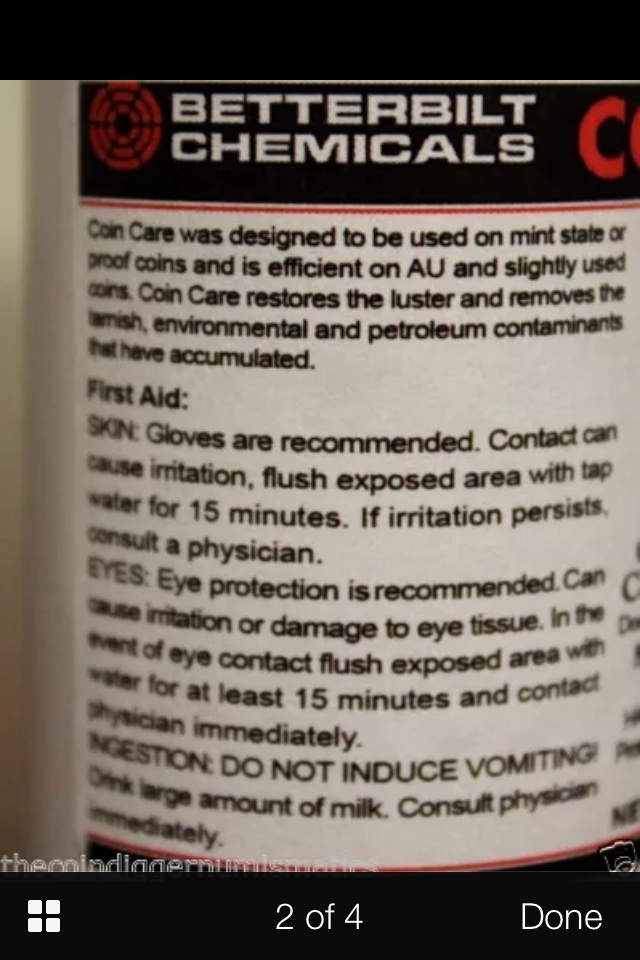 BETTERBILT
CHEMICALS
Coin Care was designed to be used on mint state or
proof coins and is efficient on AU and slightly used
coins. Coin Care restores the luster and removes the
tarnish, environmental and petroleum contaminants
that have accumulated.
First Aid:
SKIN: Gloves are recommended. Contact can
cause irritation, flush exposed area with tap
water for 15 minutes. If irritation persists,
consult a physician.
EYES: Eye protection is recommended. Can
cause irritation or damage to eye tissue. In the
event of eye contact flush exposed area with
water for at least 15 minutes and contact
physician immediately.
INGESTION: DO NOT INDUCE VOMITING!
Drink large amount of milk. Consult physician
immediately.
thecoindiggernumismatics
2 of 4
Done